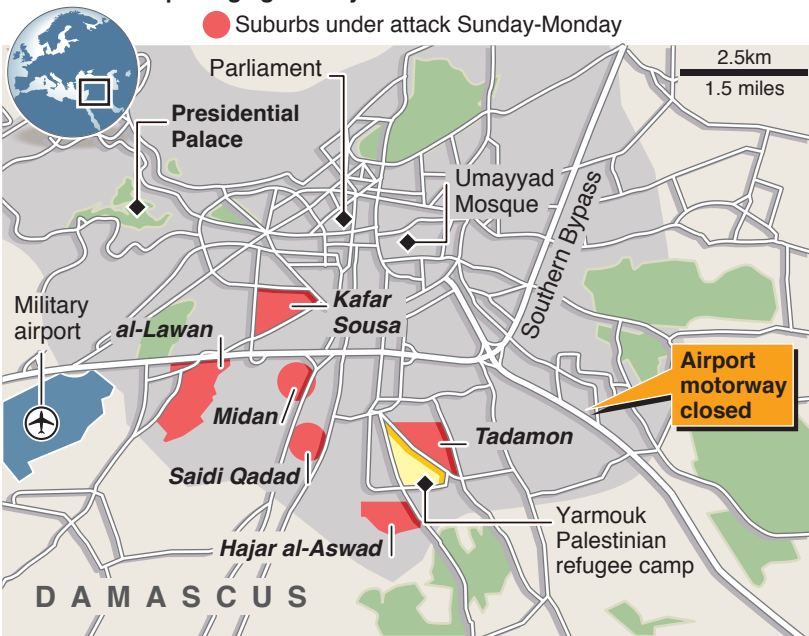 Suburbs under attack Sunday-Monday
2.5km
1.5 miles
Parliament
Presidential
Palace
Umayyad
Mosque
Southern Bypass
Kafar
Sousa
Military
airport
al-Lawan
Airport
motorway
closed
Midan
Tadamon
Saidi Qadad
Yarmouk
Palestinian
refugee camp
Hajar al-Aswad
DAMASCUS